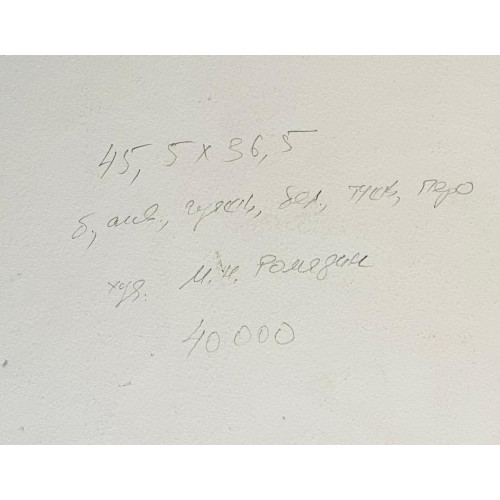 45,5 х 36,5
б, акв., гуашь, бел., тушь, перо
худ. М.Н. Ромадин
40 000